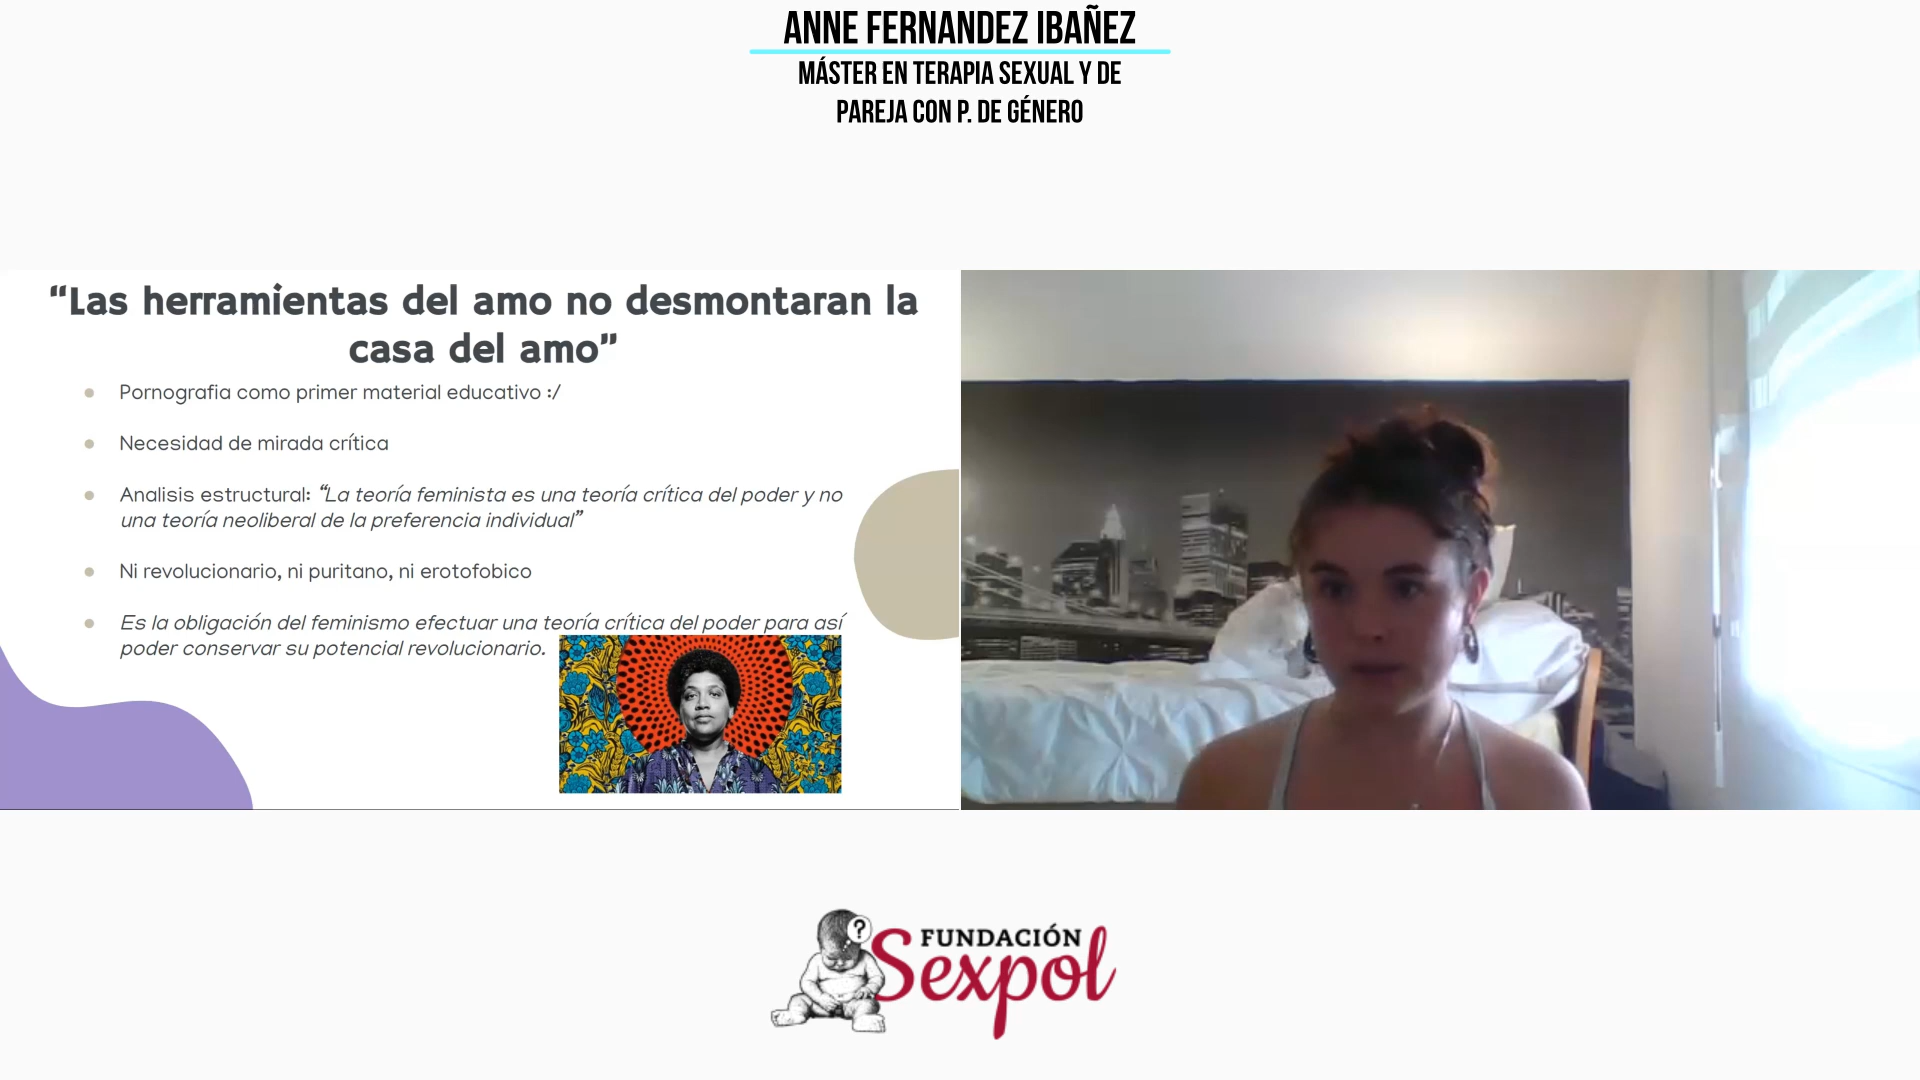 ANNE FERNANDEZ IBAÑEZ
MÁSTER EN TERAPIA SEXUAL Y DE
PAREJA CON P. DE GÉNERO
“Las herramientas del amo no desmontaran la
casa del amo”
Pornografia como primer material educativo :/
Necesidad de mirada crítica
Analisis estructural: “La teoría feminista es una teoría crítica del poder y no
una teoría neoliberal de la preferencia individual”
Ni revolucionario, ni puritano, ni erotofobico
Es la obligación del feminismo efectuar una teoría crítica del poder para así
poder conservar su potencial revolucionario.
?
FUNDACIÓN
Sexpol